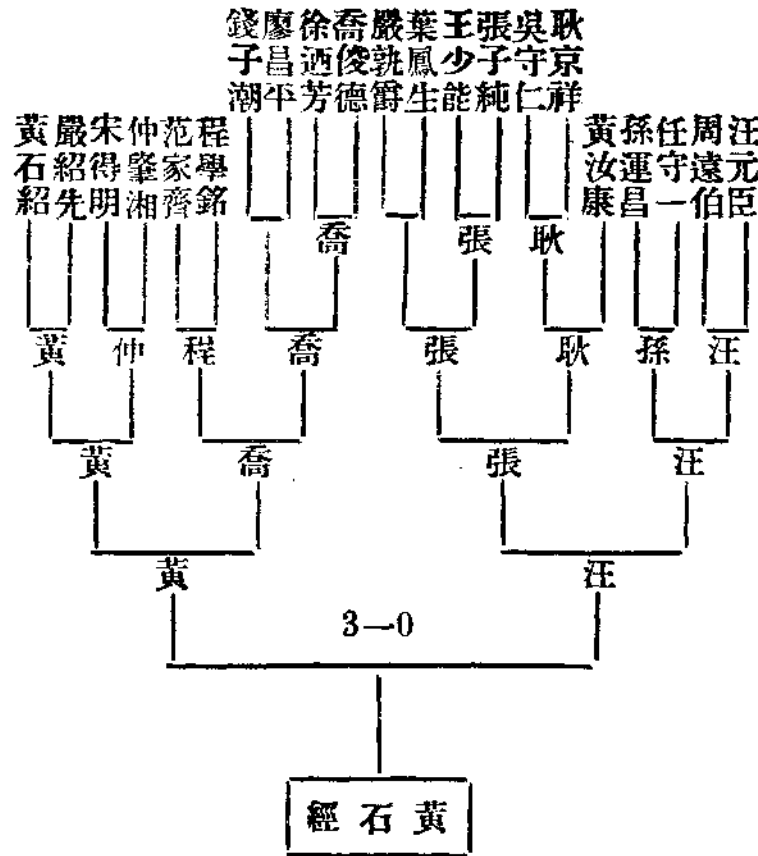 錢子潮
廖昌平
徐迺芳
喬俊德
嚴孰爵
葉鳳生
王少能
張子純
吳守仁
耿京祥
黃石紹
嚴紹先
宋得明
仲肇湘
范家齊
程學銘
黃汝康
孫運昌
任守一
周遠伯
汪元臣
喬 張 耿
黃 仲 程 喬 張 耿 孫 汪
黃 喬 張 汪
黃 汪
3—0
經石黃